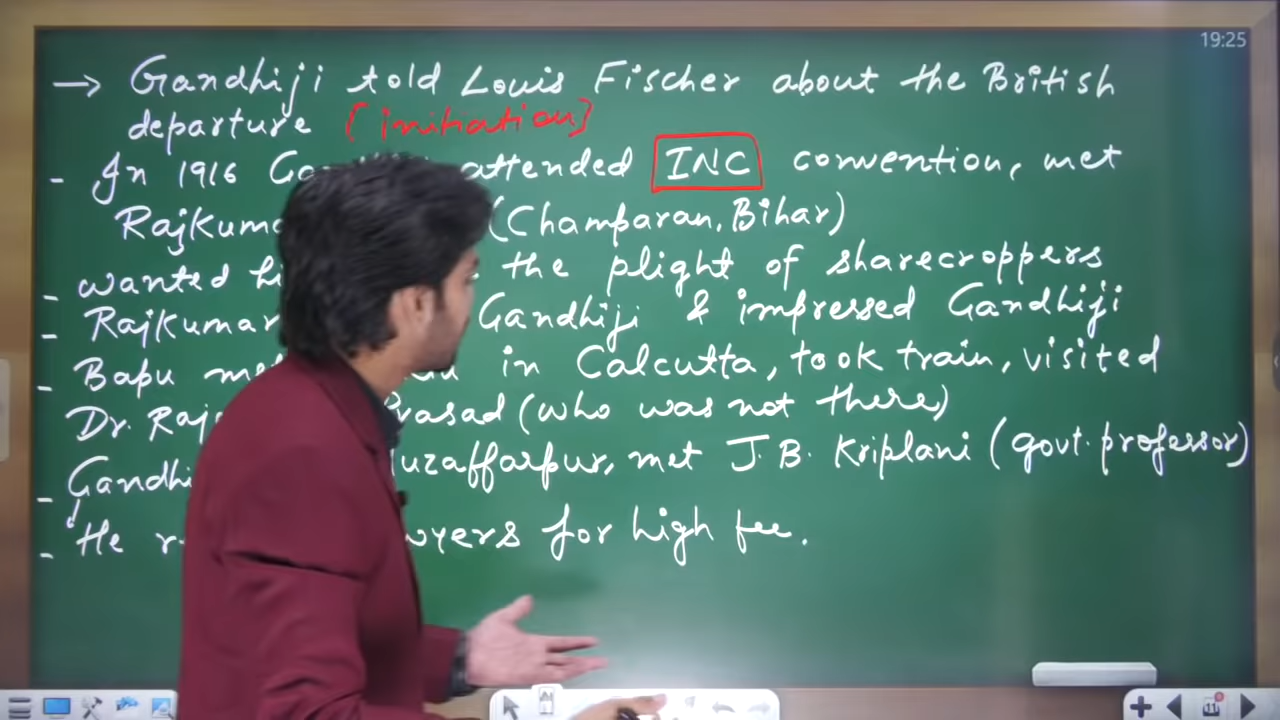 19:25
→ Gandhiji told Louis Fischer about the British
departure (initiation)
- In 1916 attended INC convention, met
Rajkuma (Champaran, Bihar)
- wanted the plight of sharecroppers
- Rajkumar Gandhiji & impressed Gandhiji
- Bapu in Calcutta, took train, visited
Dr. Prasad (who was not there)
- Gandhi uzaffarpur, met J.B. Kriplani (govt. professor)
- He wyers for high fee.
11